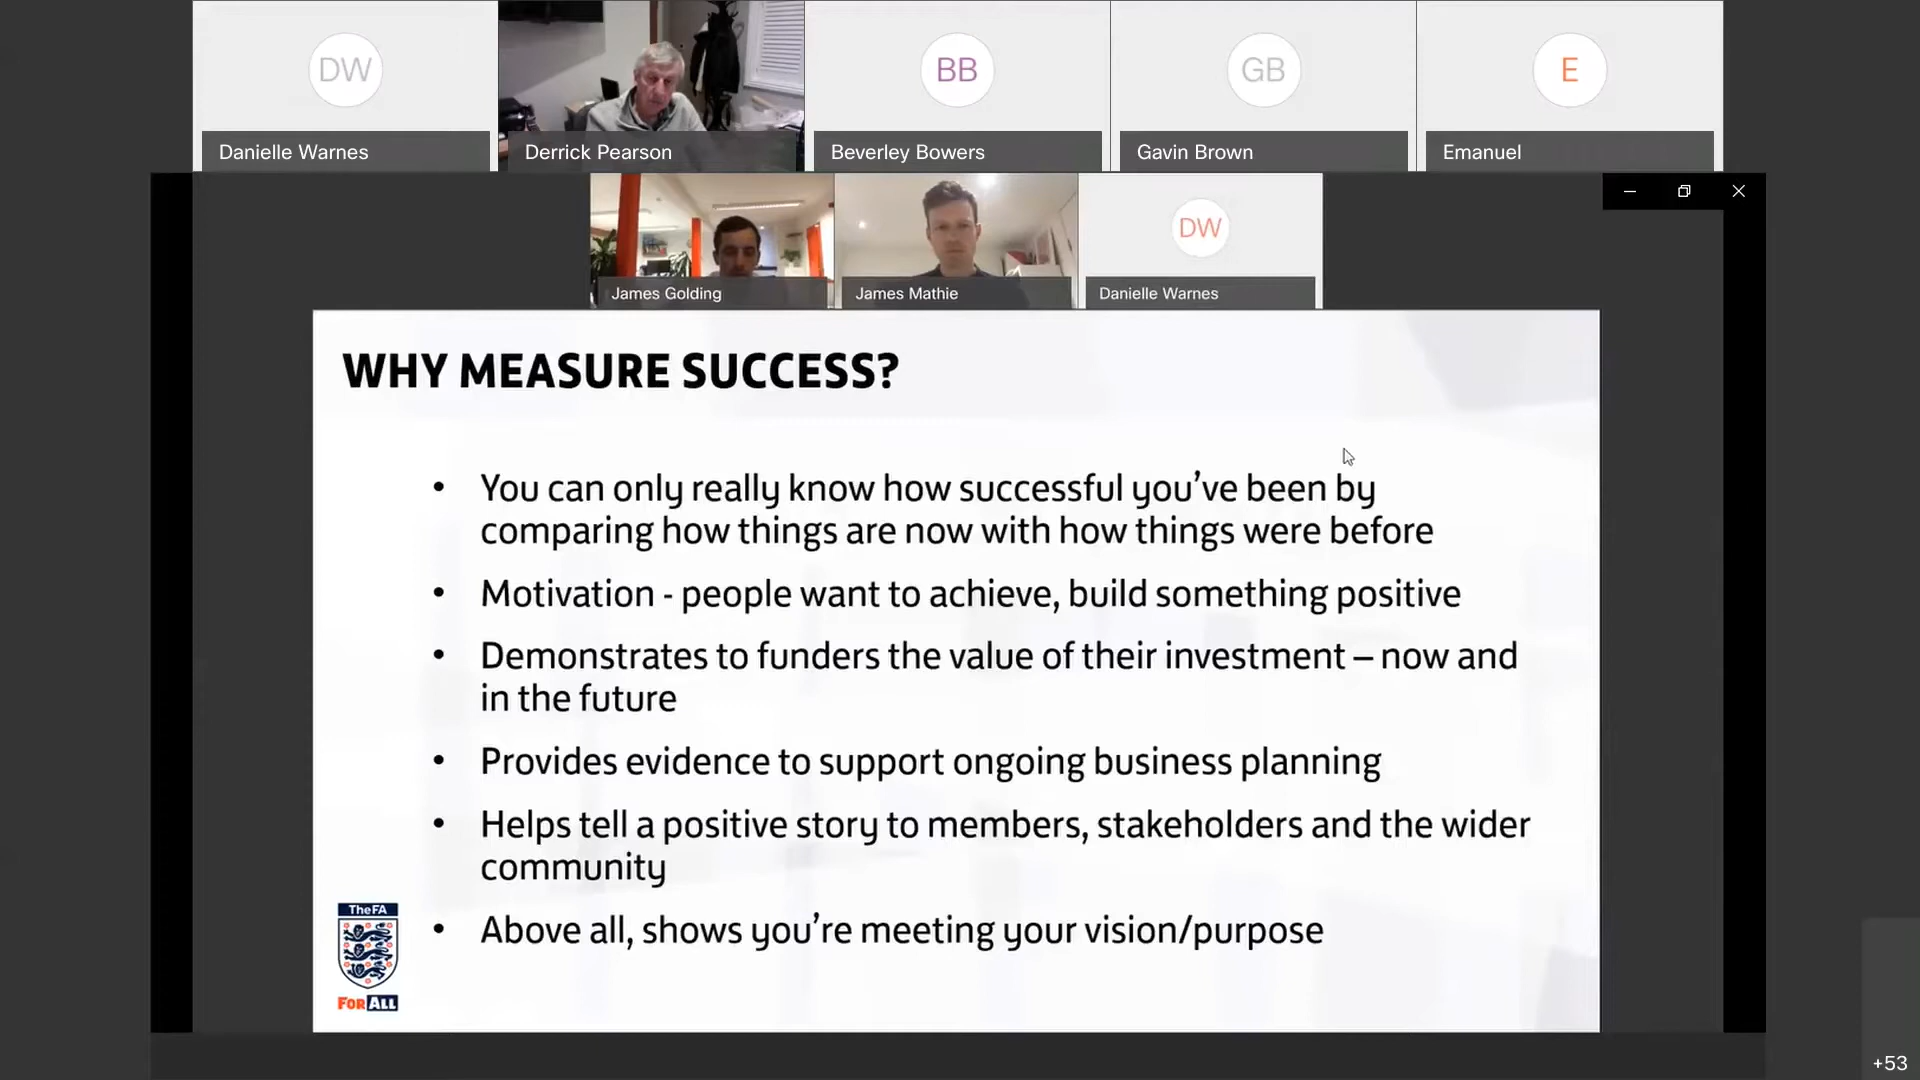 DW
BB
GB
E
Danielle Warnes
Derrick Pearson
Beverley Bowers
Gavin Brown
Emanuel
DW
James Golding
James Mathie
Danielle Warnes
WHY MEASURE SUCCESS?
• You can only really know how successful you’ve been by
comparing how things are now with how things were before
• Motivation - people want to achieve, build something positive
• Demonstrates to funders the value of their investment – now and
in the future
• Provides evidence to support ongoing business planning
• Helps tell a positive story to members, stakeholders and the wider
community
• Above all, shows you’re meeting your vision/purpose
The FA
FOR ALL
+53